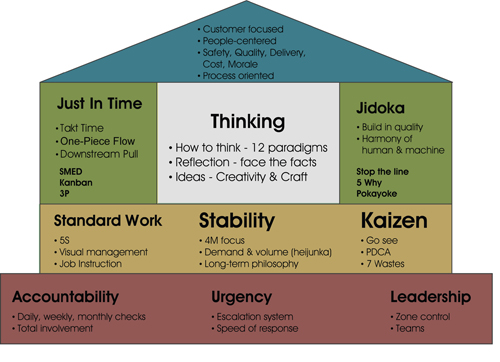 • Customer focused
• People-centered
• Safety, Quality, Delivery,
Cost, Morale
• Process oriented
Just In Time
• Takt Time
• One-Piece Flow
• Downstream Pull
SMED
Kanban
3P
Thinking
• How to think - 12 paradigms
• Reflection - face the facts
• Ideas - Creativity & Craft
Jidoka
• Build in quality
• Harmony of
human & machine
Stop the line
5 Why
Pokayoke
Standard Work
• 5S
• Visual management
• Job Instruction
Stability
• 4M focus
• Demand & volume (heijunka)
• Long-term philosophy
Kaizen
• Go see
• PDCA
• 7 Wastes
Accountability
• Daily, weekly, monthly checks
• Total involvement
Urgency
• Escalation system
• Speed of response
Leadership
• Zone control
• Teams